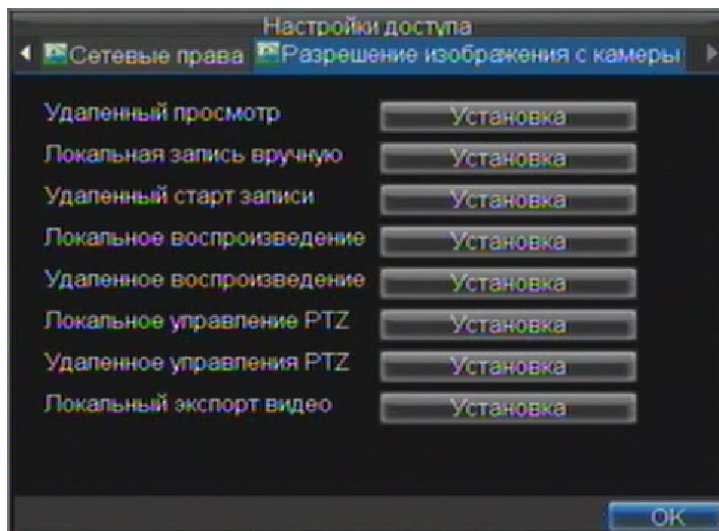 Настройки доступа
Сетевые права Разрешение изображения с камеры
Удаленный просмотр Установка
Локальная запись вручную Установка
Удаленный старт записи Установка
Локальное воспроизведение Установка
Удаленное воспроизведение Установка
Локальное управление PTZ Установка
Удаленное управления PTZ Установка
Локальный экспорт видео Установка
OK